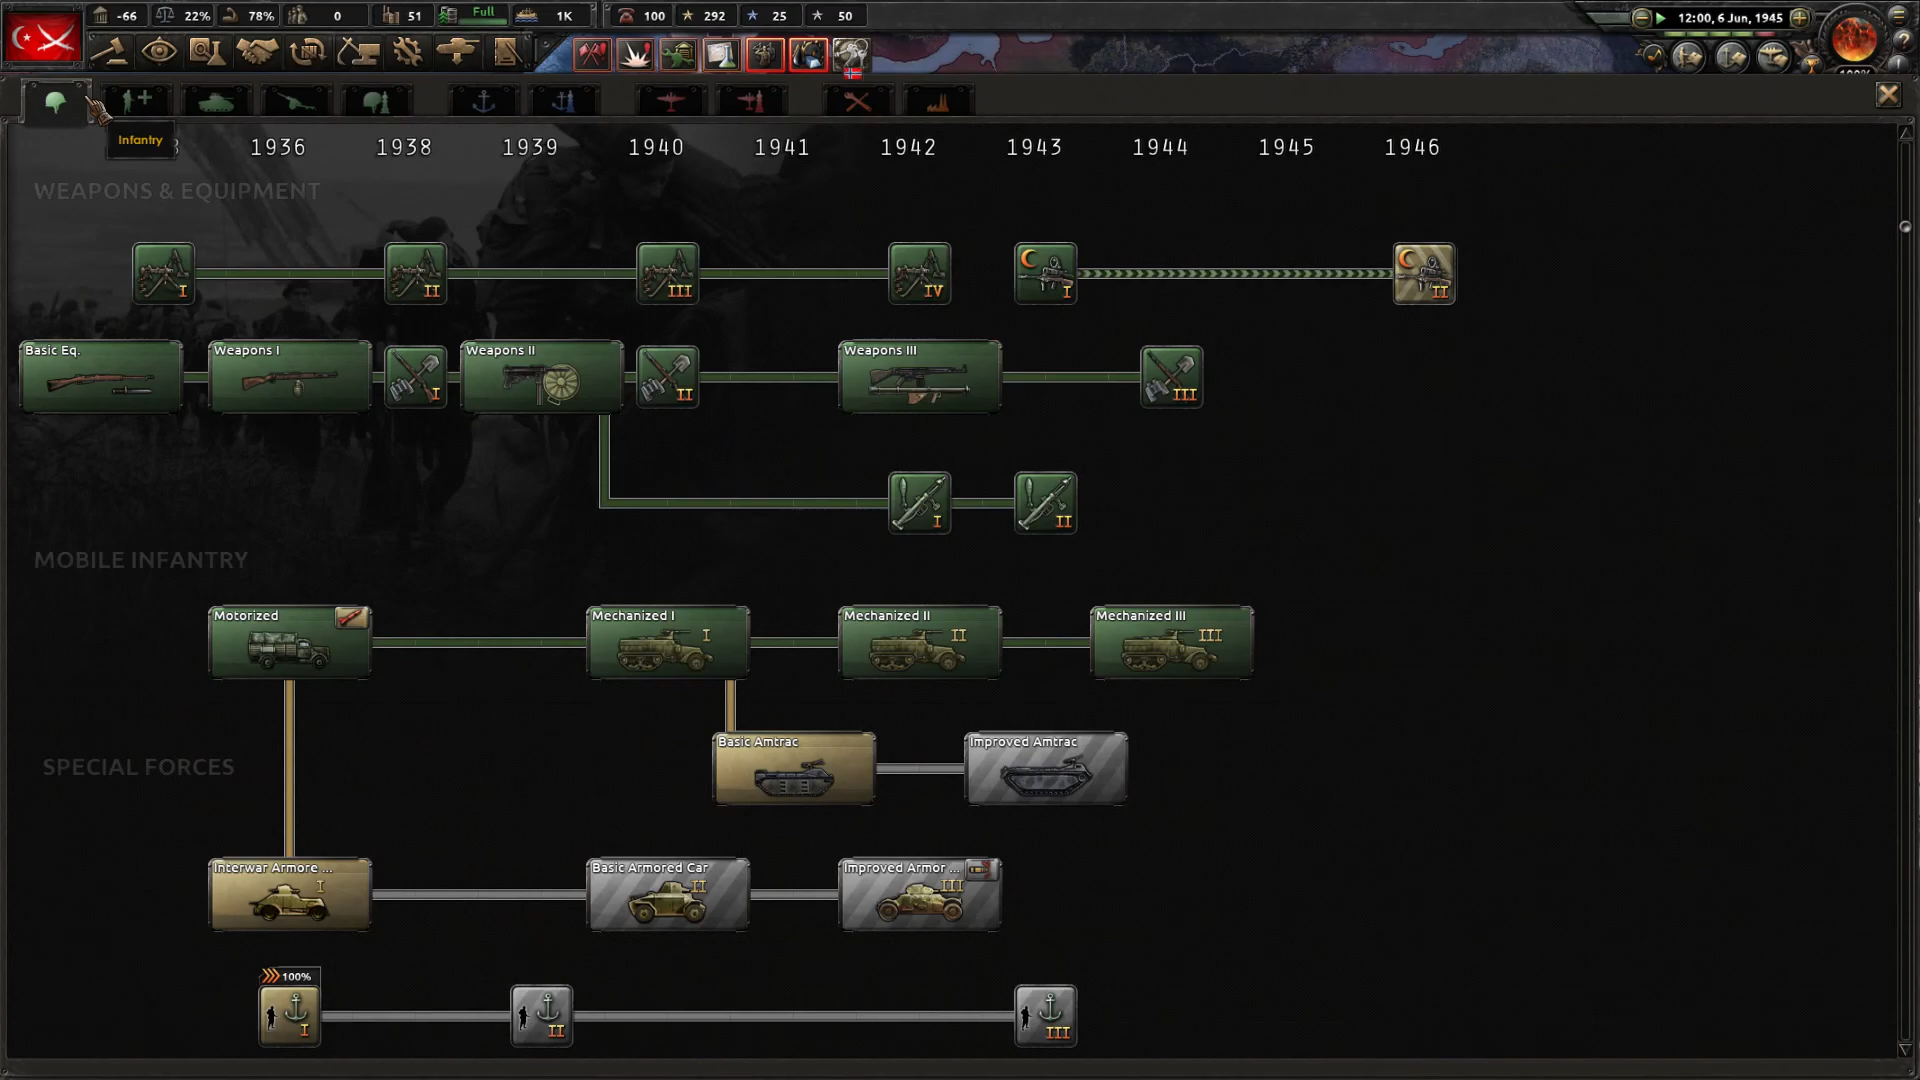 -66 22% 78% 0 51 Full 1K 100 292 25 50 12:00, 6 Jun, 1945
100%
Infantry
1936 1938 1939 1940 1941 1942 1943 1944 1945 1946
WEAPONS & EQUIPMENT
I II III IV I II
Basic Eq. Weapons I Weapons II Weapons III
I II III
I II
MOBILE INFANTRY
Motorized Mechanized I Mechanized II Mechanized III
I II III
Basic Amtrac Improved Amtrac
SPECIAL FORCES
Interwar Armore ... Basic Armored Car Improved Armor ...
I II III
100%
I II III